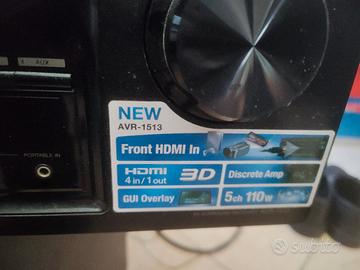 AUX
PORTABLE IN
NEW
AVR-1513
Front HDMI In
HDMI
4 in/1 out
3D
Discrete Amp
GUI Overlay
5ch 110w
subito